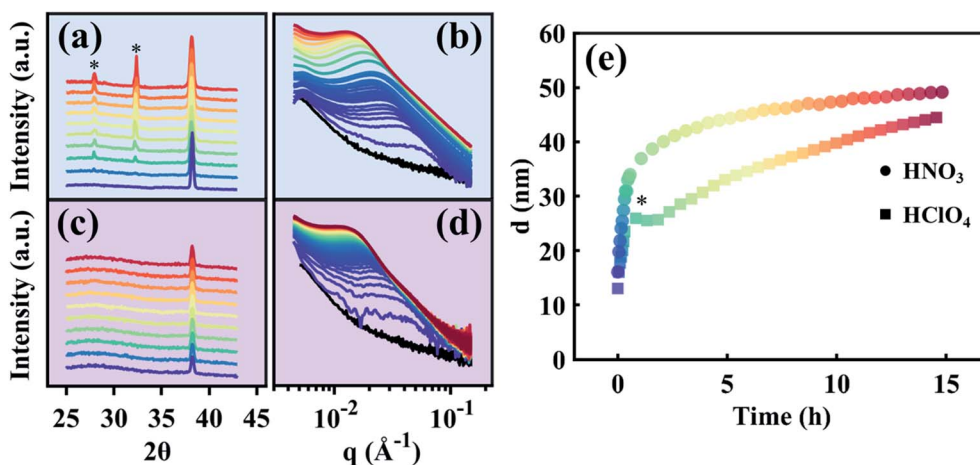 (a)
*
*
(b)
(c)
(d)
Intensity (a.u.)
Intensity (a.u.)
25 30 35 40 45
2θ
10⁻² 10⁻¹
q (Å⁻¹)
(e)
60
50
40
30
20
10
0
d (nm)
*
HNO₃
HClO₄
0 5 10 15
Time (h)